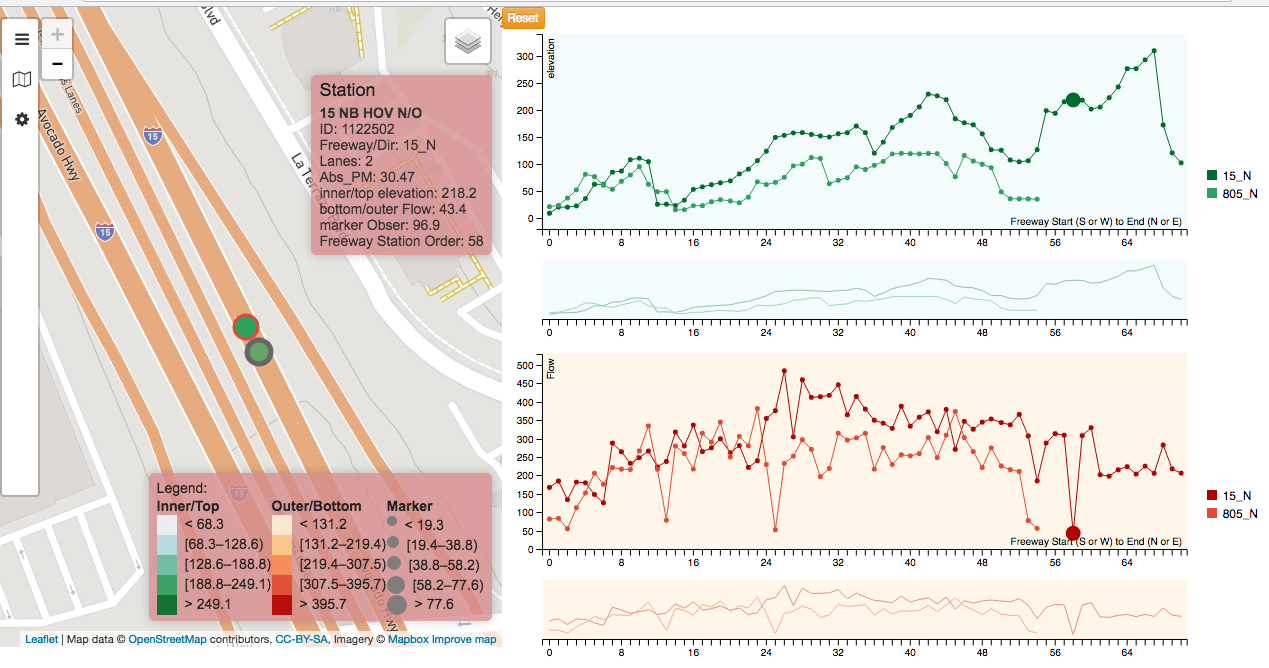 Reset
Blvd
+
−
Avocado Hwy
15
15
15
La Ter
Station
15 NB HOV N/O
ID: 1122502
Freeway/Dir: 15_N
Lanes: 2
Abs_PM: 30.47
inner/top elevation: 218.2
bottom/outer Flow: 43.4
marker Obser: 96.9
Freeway Station Order: 58
Legend:
Inner/Top Outer/Bottom Marker
< 68.3 < 131.2 < 19.3
[68.3–128.6) [131.2–219.4) [19.4–38.8)
[128.6–188.8) [219.4–307.5) [38.8–58.2)
[188.8–249.1) [307.5–395.7) [58.2–77.6)
> 249.1 > 395.7 > 77.6
Hwy
Leaflet | Map data © OpenStreetMap contributors, CC-BY-SA, Imagery © Mapbox Improve map
elevation
300
250
200
150
100
50
0
Freeway Start (S or W) to End (N or E)
0 8 16 24 32 40 48 56 64
15_N
805_N
0 8 16 24 32 40 48 56 64
Flow
500
450
400
350
300
250
200
150
100
50
0
Freeway Start (S or W) to End (N or E)
0 8 16 24 32 40 48 56 64
15_N
805_N
0 8 16 24 32 40 48 56 64